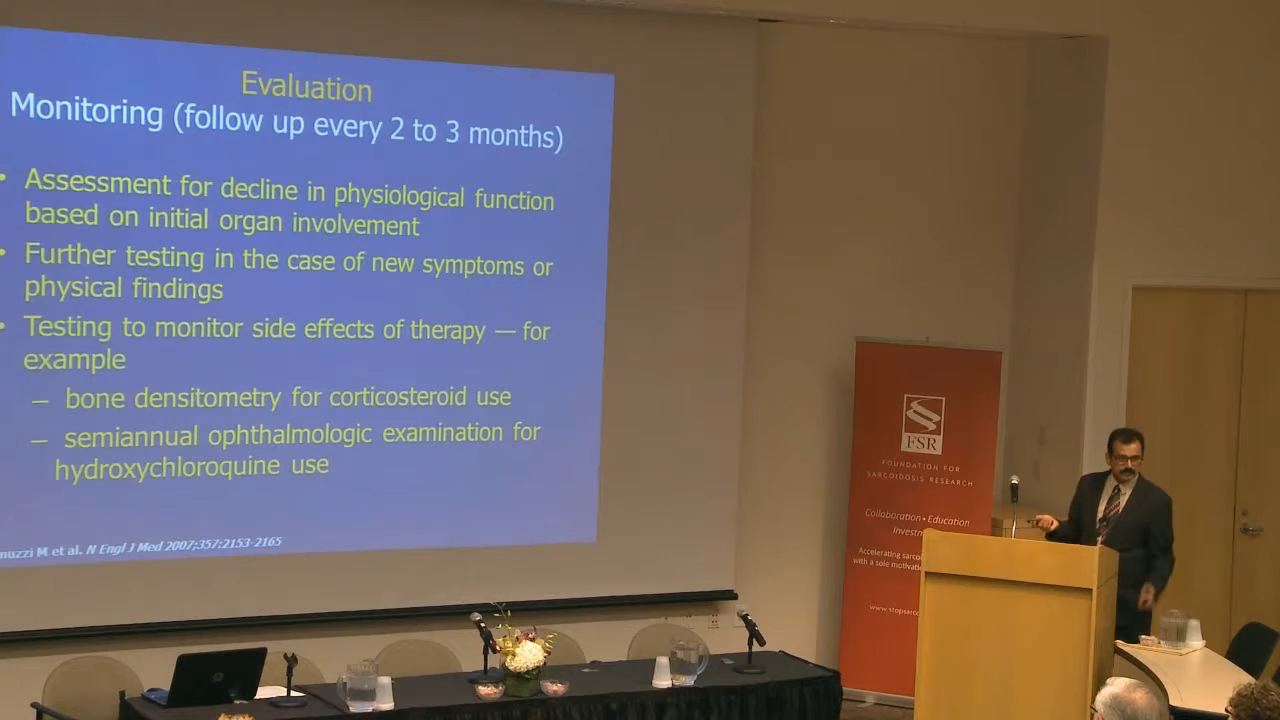 Evaluation
Monitoring (follow up every 2 to 3 months)
• Assessment for decline in physiological function
based on initial organ involvement
• Further testing in the case of new symptoms or
physical findings
• Testing to monitor side effects of therapy — for
example
– bone densitometry for corticosteroid use
– semiannual ophthalmologic examination for
hydroxychloroquine use
M et al. N Engl J Med 2007;357:2153-2165
FSR
FOUNDATION FOR
SARCOIDOSIS RESEARCH
Collaboration • Education
Accelerating
with a sole